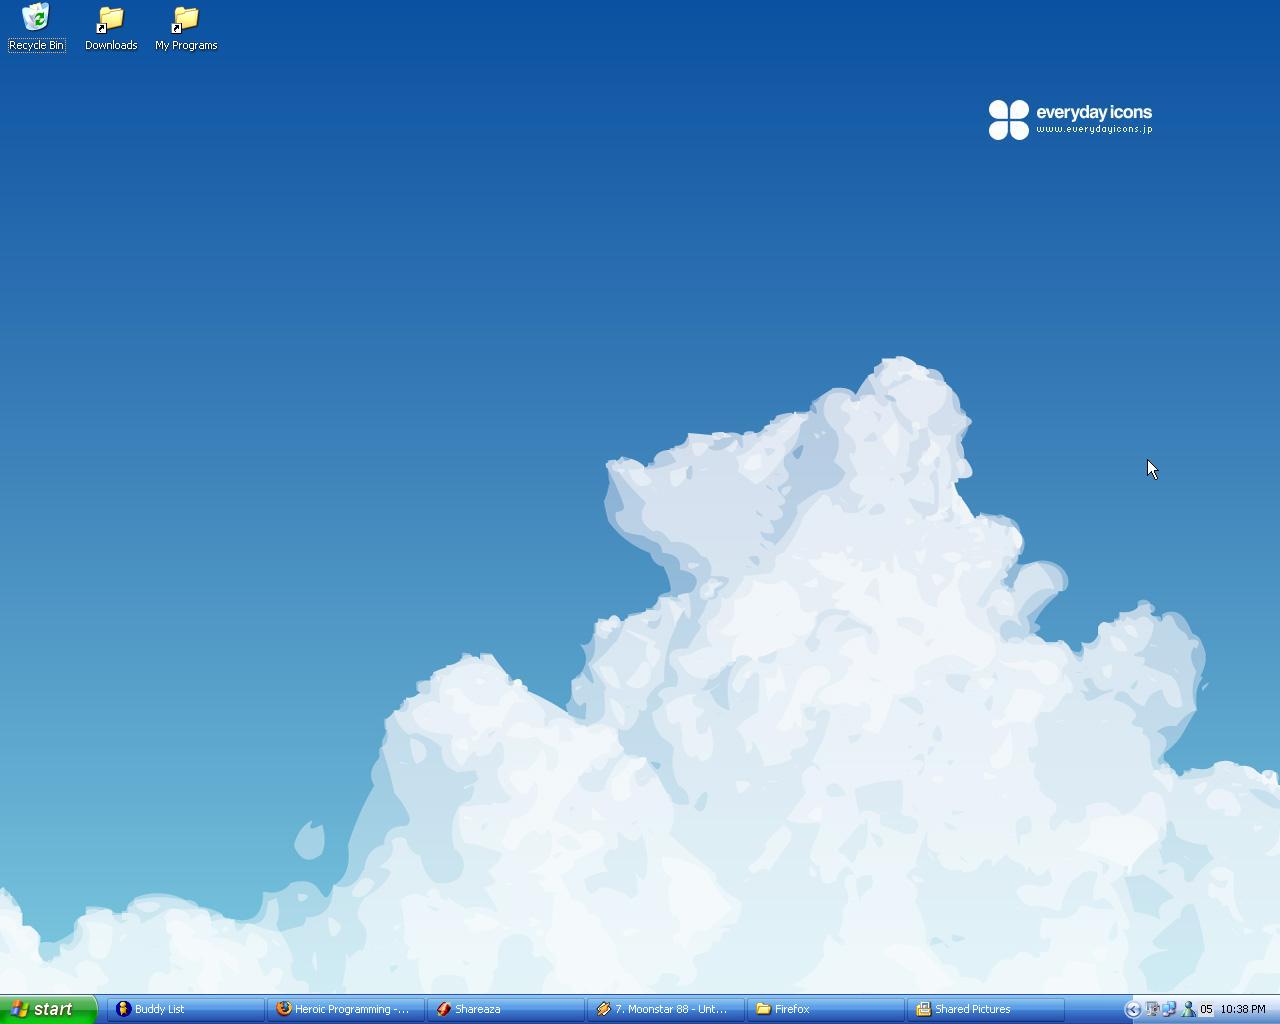 Recycle Bin
Downloads
My Programs
everyday icons
www.everydayicons.jp
start
Buddy List
Heroic Programming -...
Shareaza
7. Moonstar 88 - Unt...
Firefox
Shared Pictures
05
10:38 PM